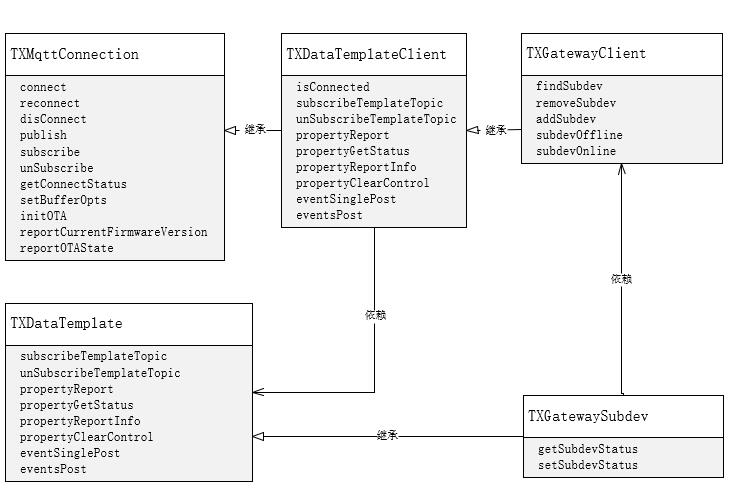 TXMqttConnection
connect
reconnect
disConnect
publish
subscribe
unSubscribe
getConnectStatus
setBufferOpts
initOTA
reportCurrentFirmwareVersion
reportOTAState
继承
TXDataTemplateClient
isConnected
subscribeTemplateTopic
unSubscribeTemplateTopic
propertyReport
propertyGetStatus
propertyReportInfo
propertyClearControl
eventSinglePost
eventsPost
继承
TXGatewayClient
findSubdev
removeSubdev
addSubdev
subdevOffline
subdevOnline
依赖
依赖
TXDataTemplate
subscribeTemplateTopic
unSubscribeTemplateTopic
propertyReport
propertyGetStatus
propertyReportInfo
propertyClearControl
eventSinglePost
eventsPost
继承
TXGatewaySubdev
getSubdevStatus
setSubdevStatus